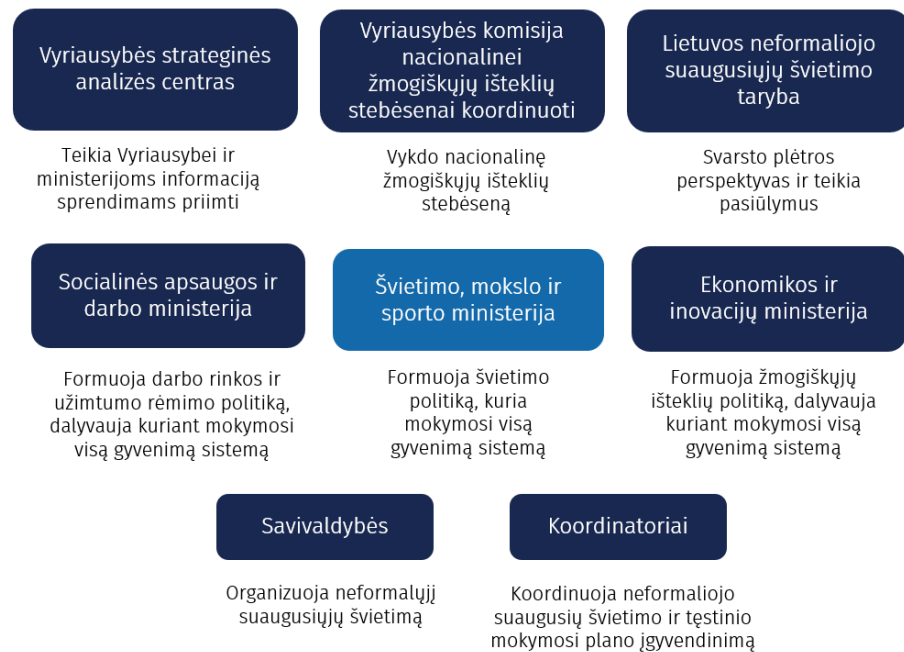 Vyriausybės strateginės
analizės centras
Teikia Vyriausybei ir
ministerijoms informaciją
sprendimams priimti
Vyriausybės komisija
nacionalinei
žmogiškųjų išteklių
stebėsenai koordinuoti
Vykdo nacionalinę
žmogiškųjų išteklių
stebėseną
Lietuvos neformaliojo
suaugusiųjų švietimo
taryba
Svarsto plėtros
perspektyvas ir teikia
pasiūlymus
Socialinės apsaugos ir
darbo ministerija
Formuoja darbo rinkos ir
užimtumo rėmimo politiką,
dalyvauja kuriant mokymosi
visą gyvenimą sistemą
Švietimo, mokslo ir
sporto ministerija
Formuoja švietimo
politiką, kuria
mokymosi visą
gyvenimą sistemą
Ekonomikos ir
inovacijų ministerija
Formuoja žmogiškųjų
išteklių politiką, dalyvauja
kuriant mokymosi visą
gyvenimą sistemą
Savivaldybės
Organizuoja neformalųjį
suaugusiųjų švietimą
Koordinatoriai
Koordinuoja neformaliojo
suaugusių švietimo ir tęstinio
mokymosi plano įgyvendinimą